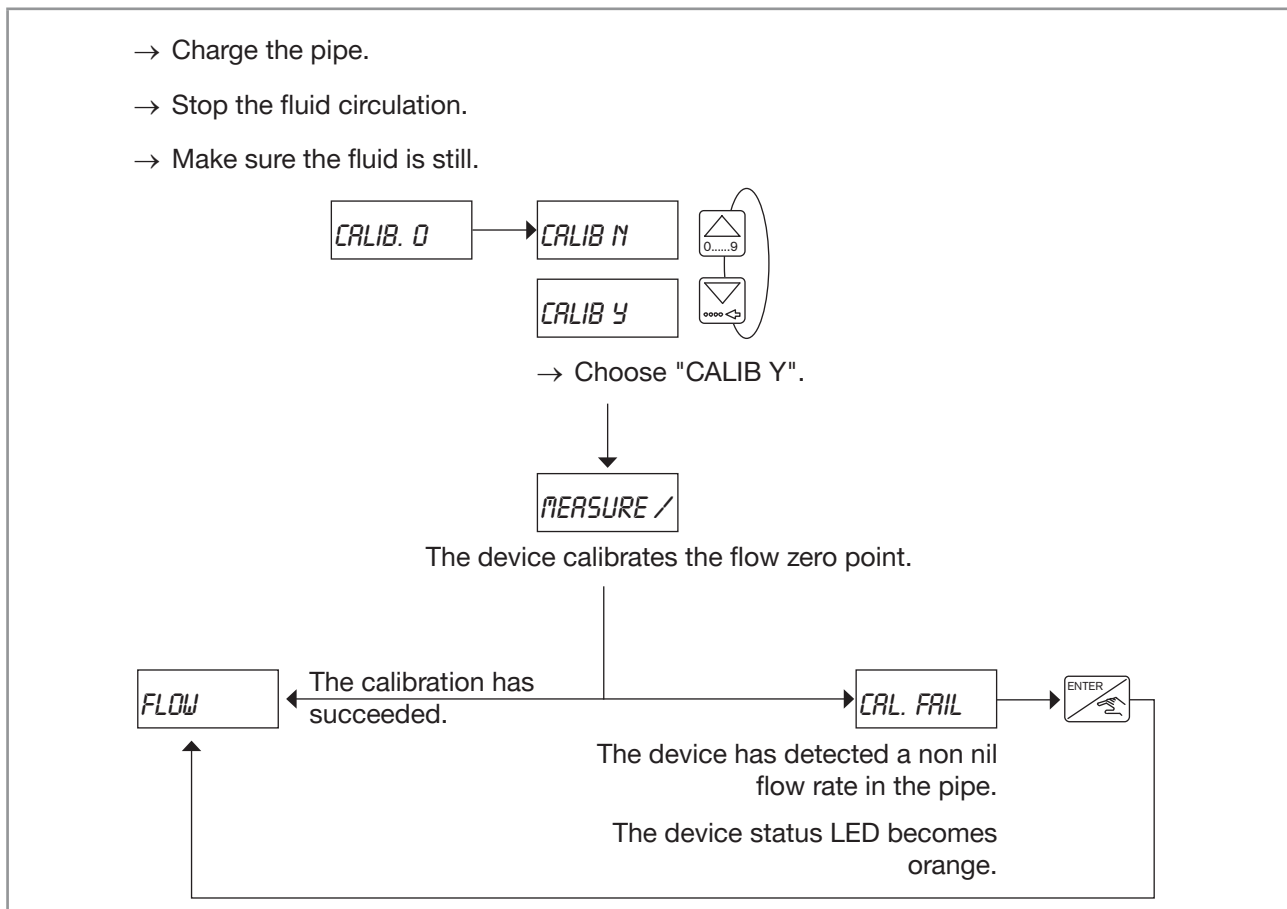 → Charge the pipe.
→ Stop the fluid circulation.
→ Make sure the fluid is still.
CALIB. 0
CALIB N
0......9
CALIB Y
→ Choose "CALIB Y".
MEASURE /
The device calibrates the flow zero point.
FLOW
The calibration has
succeeded.
CAL. FAIL
ENTER
The device has detected a non nil
flow rate in the pipe.
The device status LED becomes
orange.